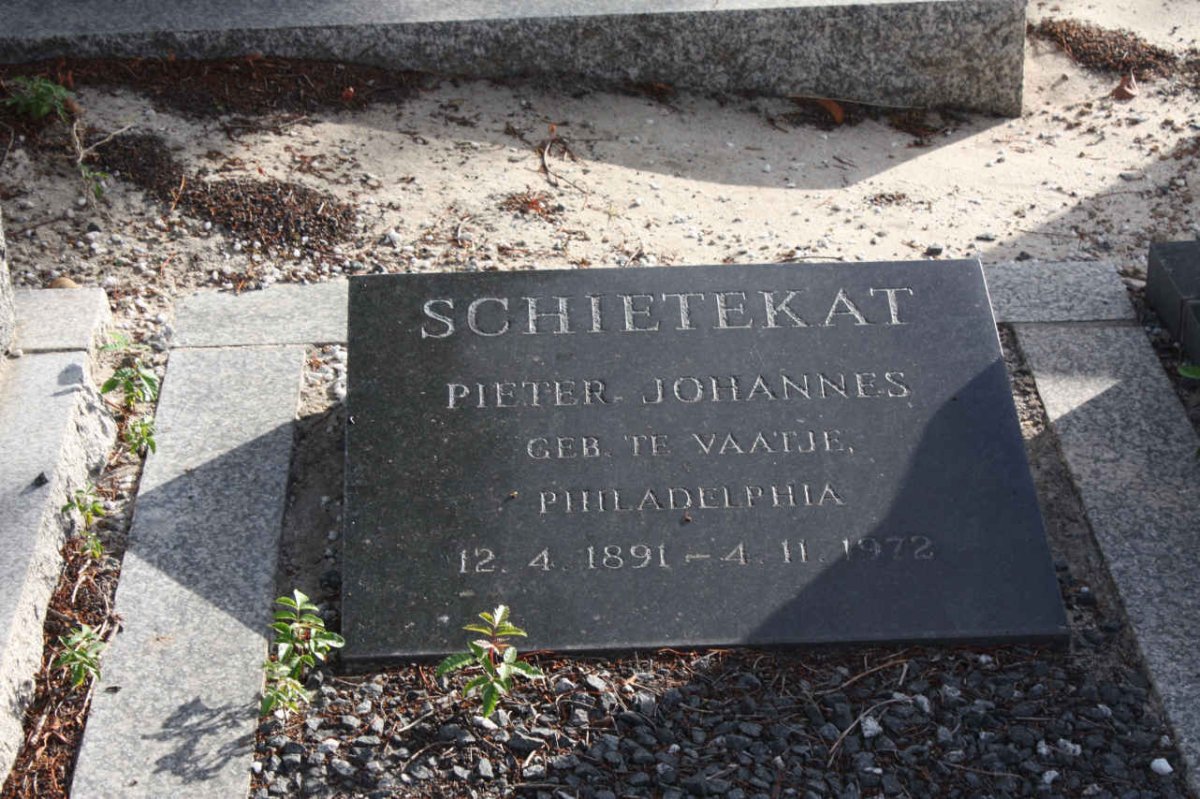 SCHIETEKAT
PIETER JOHANNES
GEB. TE VAATJE,
PHILADELPHIA
12. 4. 1891 – 4. 11. 1972